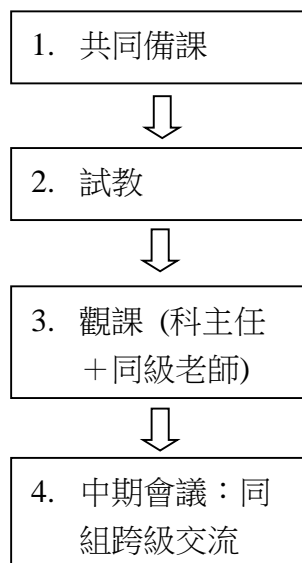 1. 共同備課
2. 試教
3. 觀課 (科主任
＋同級老師)
4. 中期會議：同
組跨級交流